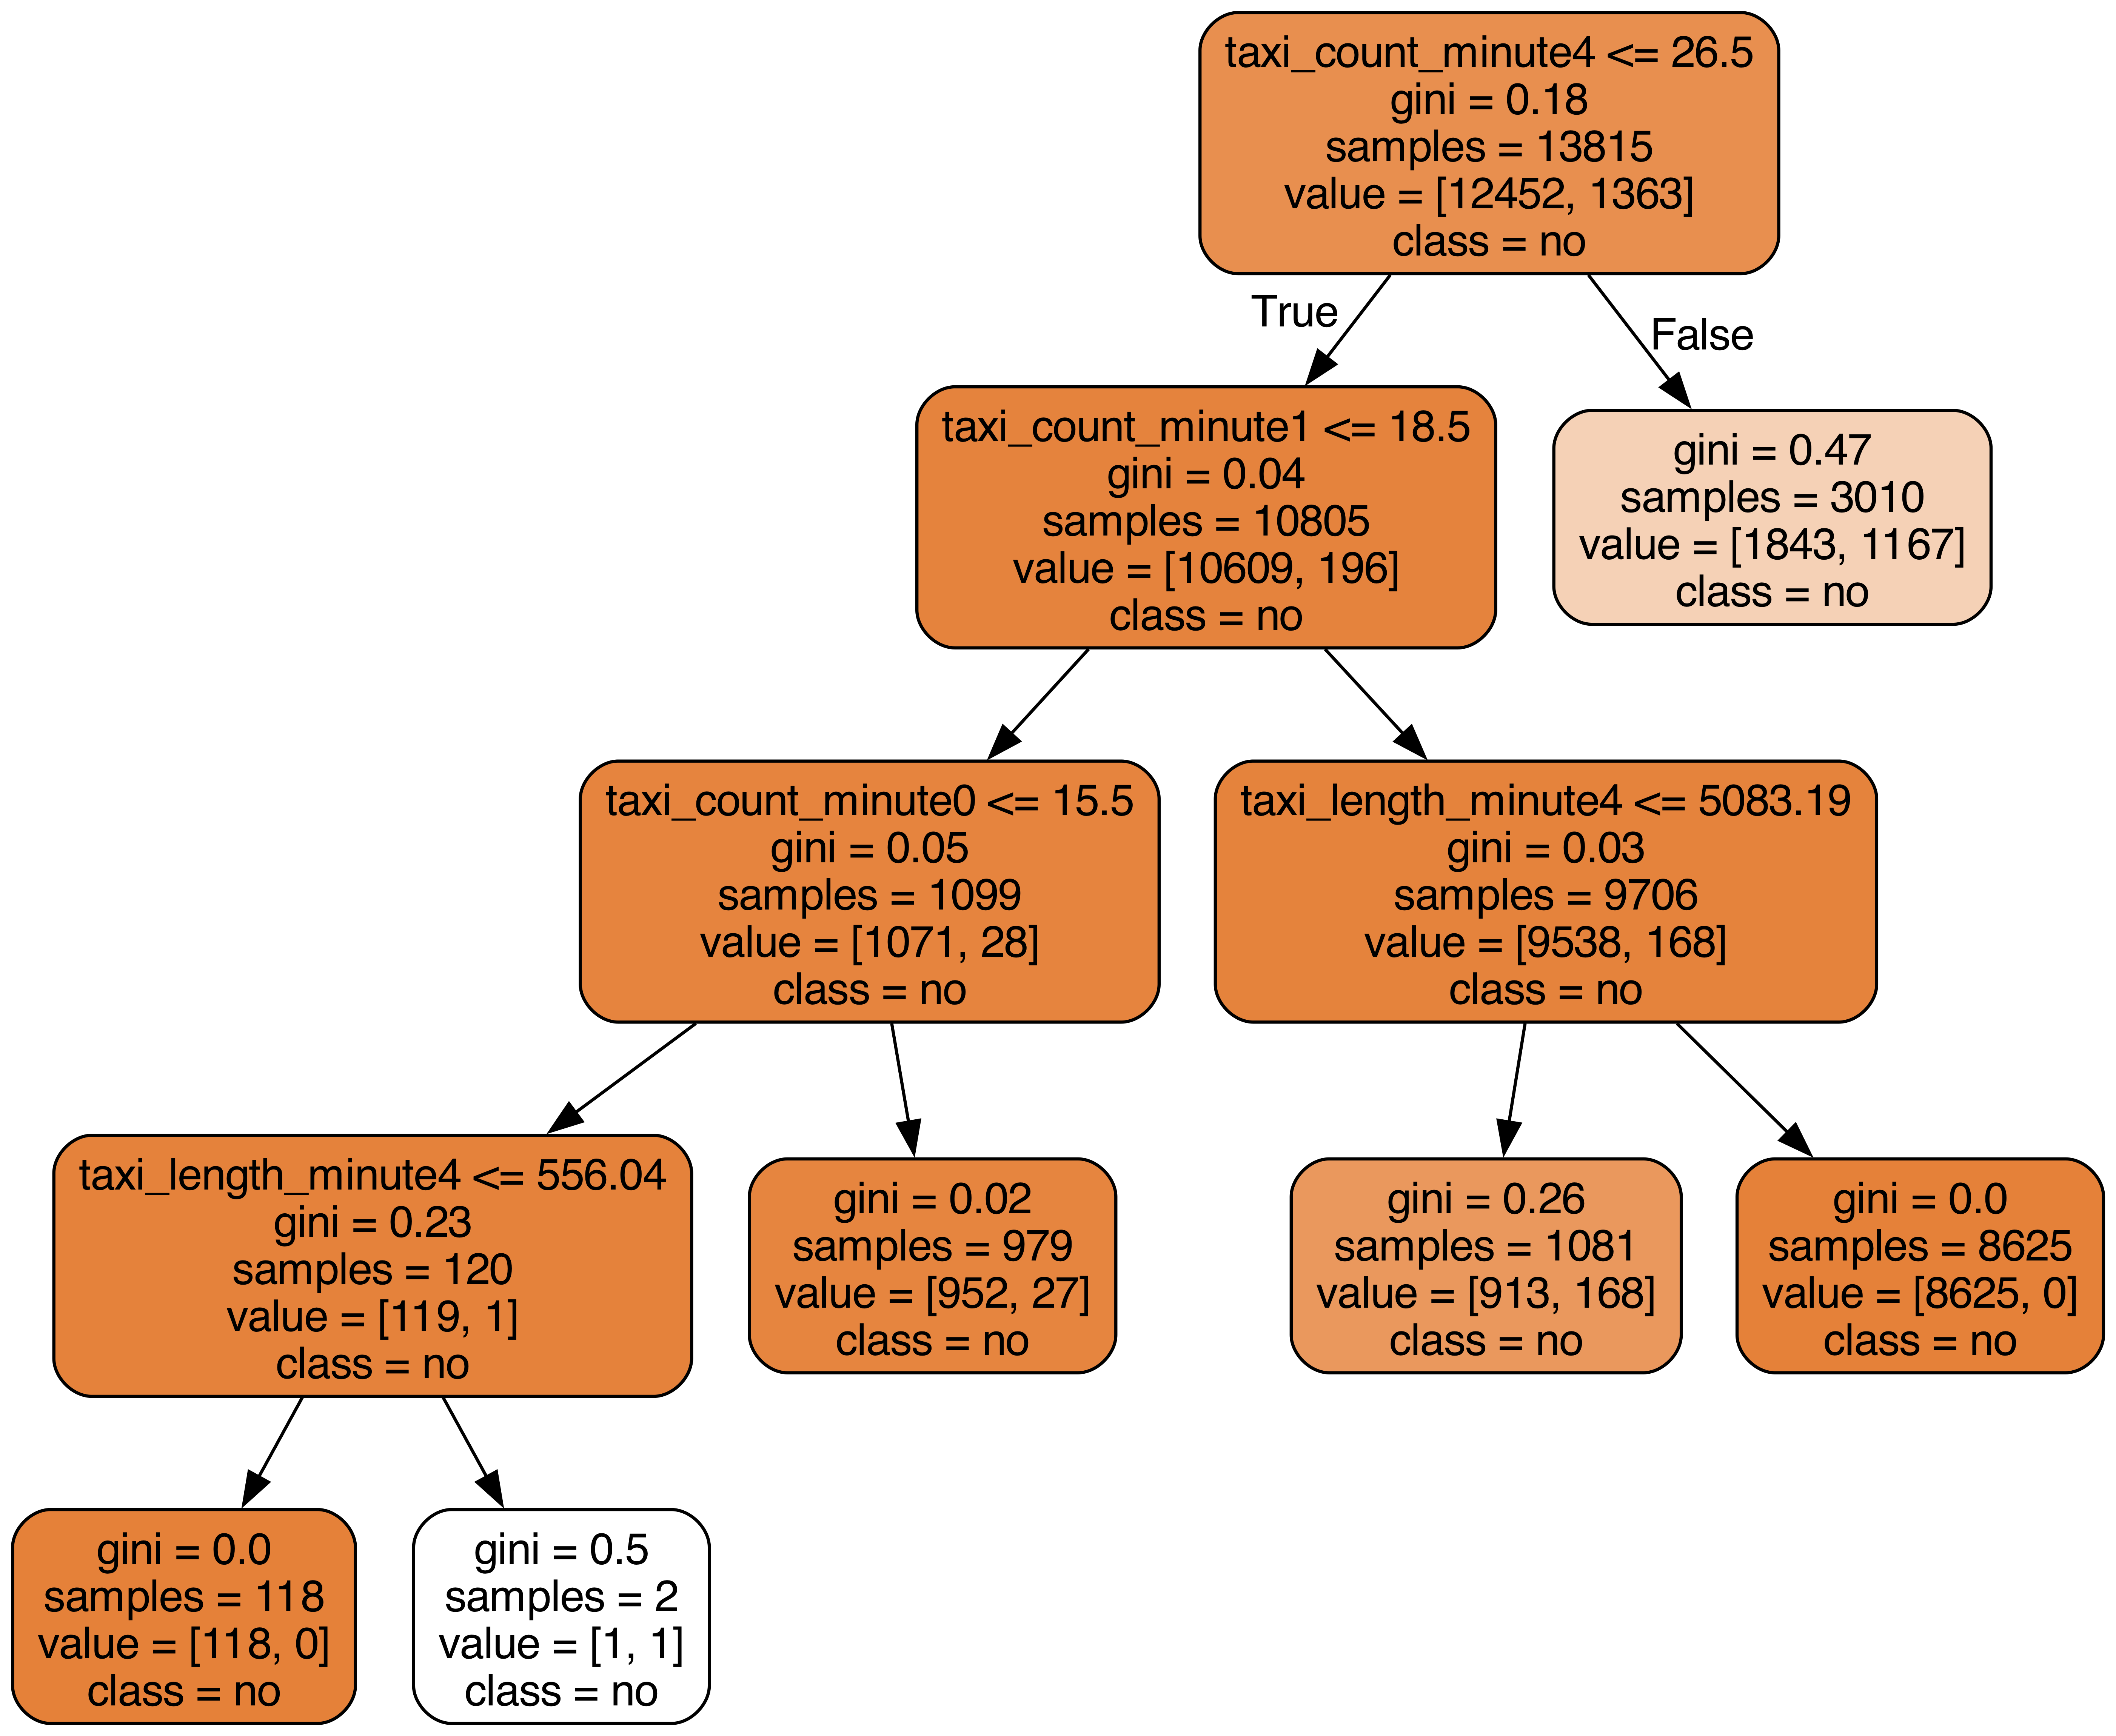 taxi_count_minute4 <= 26.5
gini = 0.18
samples = 13815
value = [12452, 1363]
class = no
True
False
taxi_count_minute1 <= 18.5
gini = 0.04
samples = 10805
value = [10609, 196]
class = no
gini = 0.47
samples = 3010
value = [1843, 1167]
class = no
taxi_count_minute0 <= 15.5
gini = 0.05
samples = 1099
value = [1071, 28]
class = no
taxi_length_minute4 <= 5083.19
gini = 0.03
samples = 9706
value = [9538, 168]
class = no
taxi_length_minute4 <= 556.04
gini = 0.23
samples = 120
value = [119, 1]
class = no
gini = 0.02
samples = 979
value = [952, 27]
class = no
gini = 0.26
samples = 1081
value = [913, 168]
class = no
gini = 0.0
samples = 8625
value = [8625, 0]
class = no
gini = 0.0
samples = 118
value = [118, 0]
class = no
gini = 0.5
samples = 2
value = [1, 1]
class = no